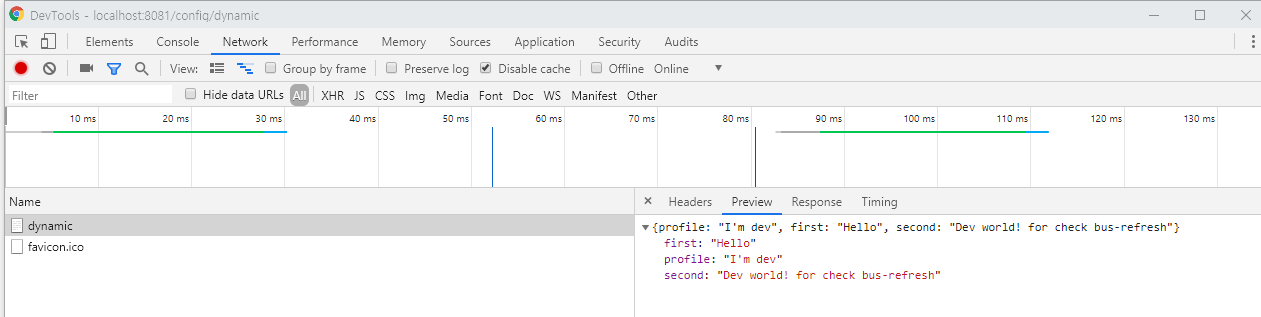 DevTools - localhost:8081/config/dynamic
Elements Console Network Performance Memory Sources Application Security Audits
View: Group by frame Preserve log Disable cache Offline Online
Filter Hide data URLs All XHR JS CSS Img Media Font Doc WS Manifest Other
10 ms 20 ms 30 ms 40 ms 50 ms 60 ms 70 ms 80 ms 90 ms 100 ms 110 ms 120 ms 130 ms
Name
dynamic
favicon.ico
× Headers Preview Response Timing
{profile: "I'm dev", first: "Hello", second: "Dev world! for check bus-refresh"}
first: "Hello"
profile: "I'm dev"
second: "Dev world! for check bus-refresh"